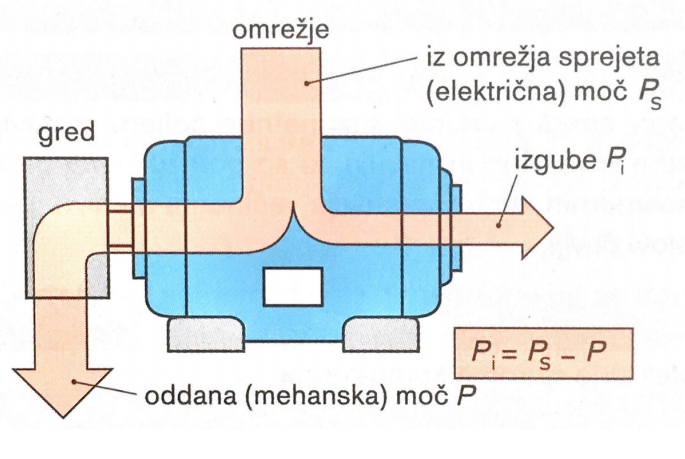 omrežje
iz omrežja sprejeta
(električna) moč Ps
gred
izgube Pi
Pi = Ps – P
oddana (mehanska) moč P